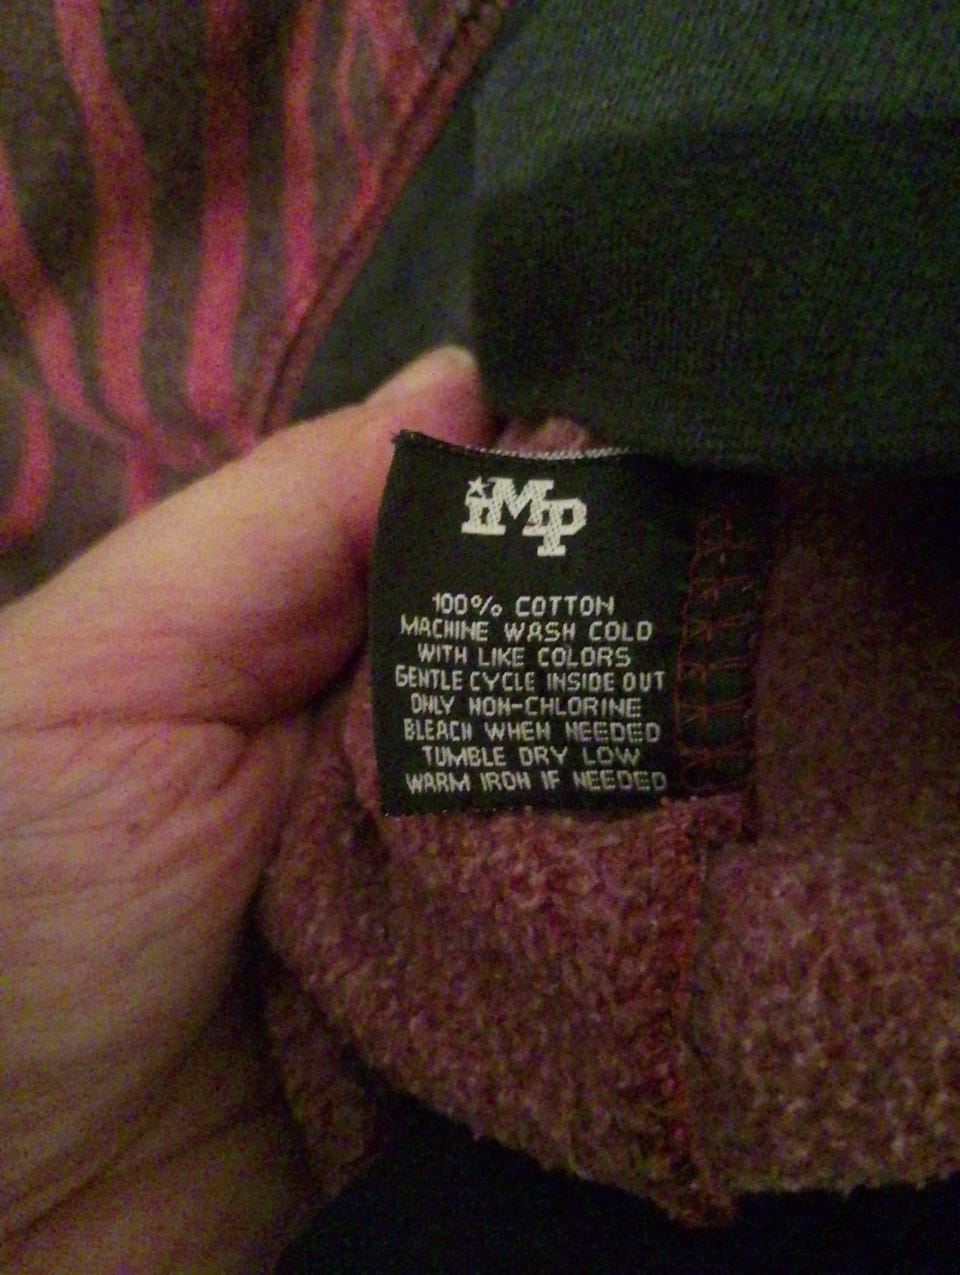 iMP
100% COTTON
MACHINE WASH COLD
WITH LIKE COLORS
GENTLE CYCLE INSIDE OUT
ONLY NON-CHLORINE
BLEACH WHEN NEEDED
TUMBLE DRY LOW
WARM IRON IF NEEDED